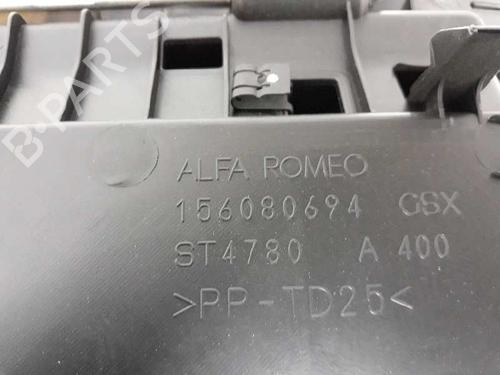 B-PARTS
ALFA ROMEO
156080694 GSX
ST4780 A 400
>PP-TD25<